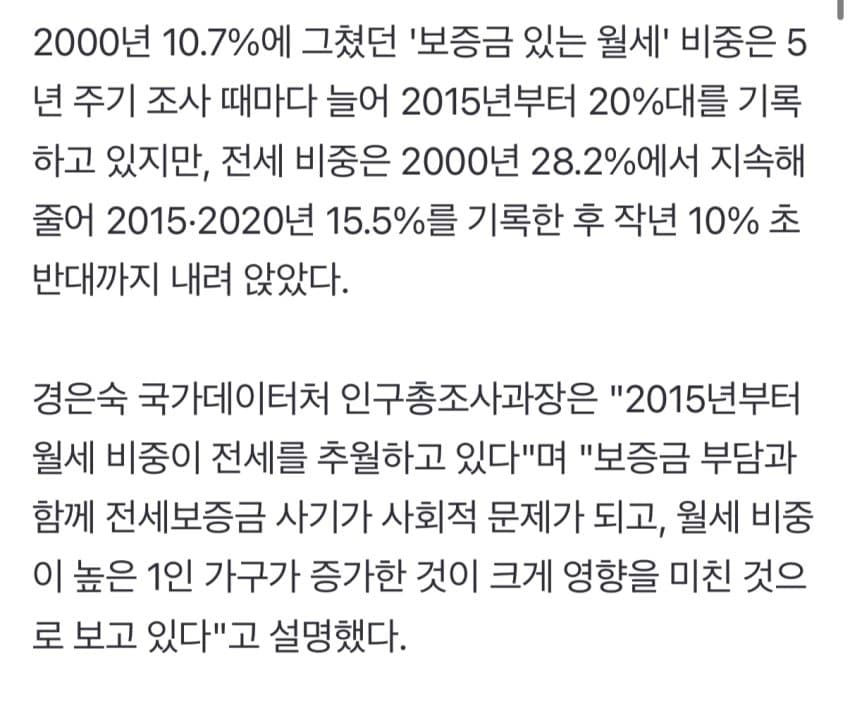 2000년 10.7%에 그쳤던 '보증금 있는 월세' 비중은 5
년 주기 조사 때마다 늘어 2015년부터 20%대를 기록
하고 있지만, 전세 비중은 2000년 28.2%에서 지속해
줄어 2015·2020년 15.5%를 기록한 후 작년 10% 초
반대까지 내려 앉았다.
경은숙 국가데이터처 인구총조사과장은 "2015년부터
월세 비중이 전세를 추월하고 있다"며 "보증금 부담과
함께 전세보증금 사기가 사회적 문제가 되고, 월세 비중
이 높은 1인 가구가 증가한 것이 크게 영향을 미친 것으
로 보고 있다"고 설명했다.